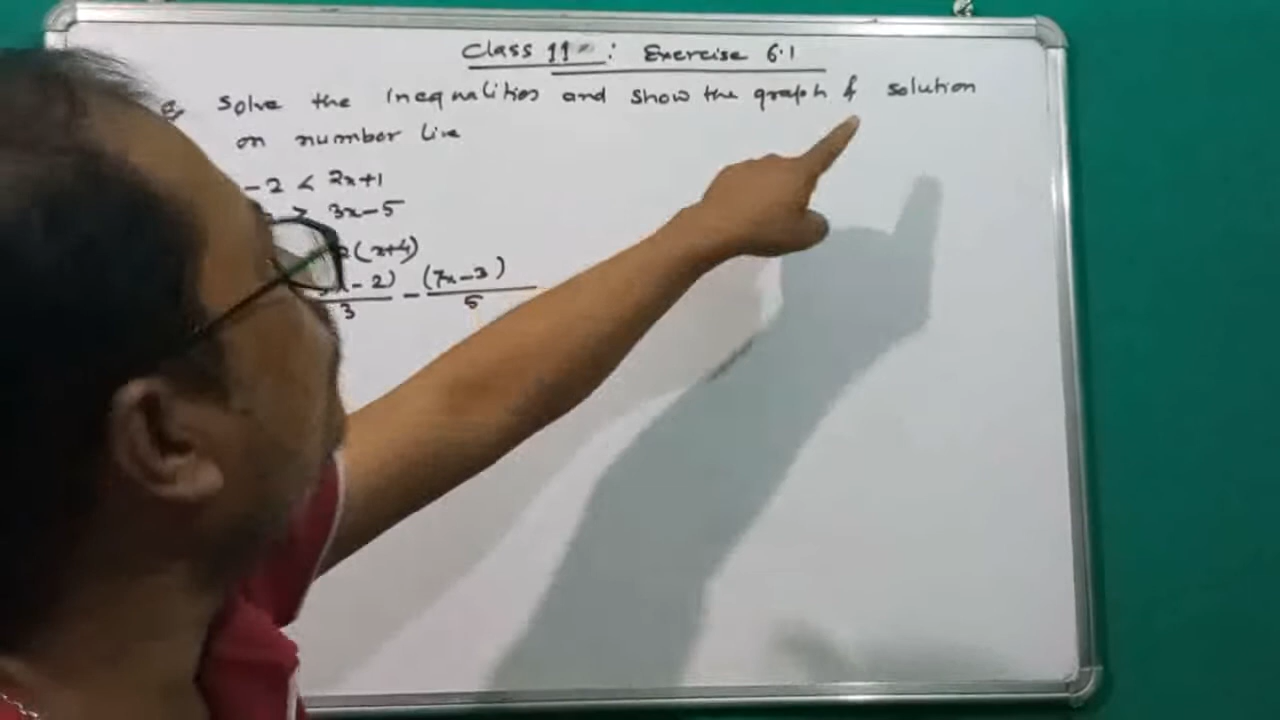 Class 11 : Exercise 6.1
Q Solve the Inequalities and show the graph of solution
on number line
-2 < 2x+1
> 3x-5
(x+4)
x-2) - (7x-3)
3 5